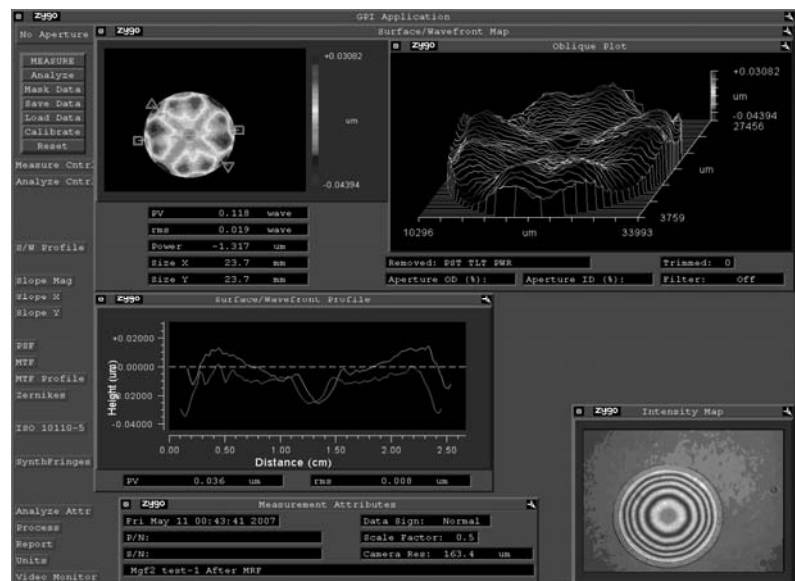 zygo GPI Application
No Aperture
zygo Surface/Wavefront Map
zygo Oblique Plot
MEASURE
Analyze
Mask Data
Save Data
Load Data
Calibrate
Reset
Measure Cntrl
Analyze Cntrl
S/W Profile
Slope Mag
Slope X
Slope Y
PSF
MTF
MTF Profile
Zernikes
ISO 10110-5
SynthFringes
Analyze Attr
Process
Report
Units
Video Monitor
+0.03082
um
-0.04394
PV 0.118 wave
rms 0.019 wave
Power -1.317 um
Size X 23.7 mm
Size Y 23.7 mm
+0.03082
um
-0.04394
27456
um
3759
10296 um 33993
Removed: PST TLT PWR Trimmed: 0
Aperture OD (%): Aperture ID (%): Filter: Off
zygo Surface/Wavefront Profile
Height (um)
+0.02000
0.00000
-0.02000
-0.04000
0.00 0.50 1.00 1.50 2.00 2.50
Distance (cm)
PV 0.036 um rms 0.008 um
zygo Intensity Map
zygo Measurement Attributes
Fri May 11 00:43:41 2007 Data Sign: Normal
P/N: Scale Factor: 0.5
S/N: Camera Res: 163.4 um
Mgf2 test-1 After MRF